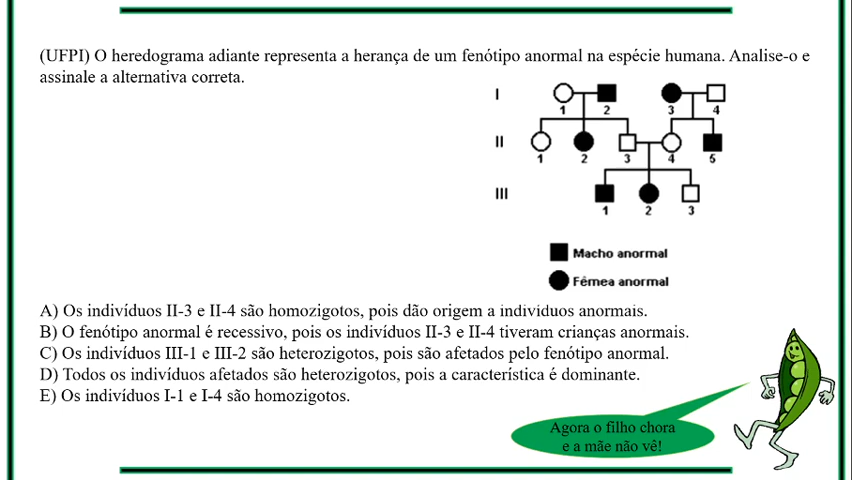 (UFPI) O heredograma adiante representa a herança de um fenótipo anormal na espécie humana. Analise-o e
assinale a alternativa correta.
I
1 2 3 4
II
1 2 3 4 5
III
1 2 3
Macho anormal
Fêmea anormal
A) Os indivíduos II-3 e II-4 são homozigotos, pois dão origem a indivíduos anormais.
B) O fenótipo anormal é recessivo, pois os indivíduos II-3 e II-4 tiveram crianças anormais.
C) Os indivíduos III-1 e III-2 são heterozigotos, pois são afetados pelo fenótipo anormal.
D) Todos os indivíduos afetados são heterozigotos, pois a característica é dominante.
E) Os indivíduos I-1 e I-4 são homozigotos.
Agora o filho chora
e a mãe não vê!